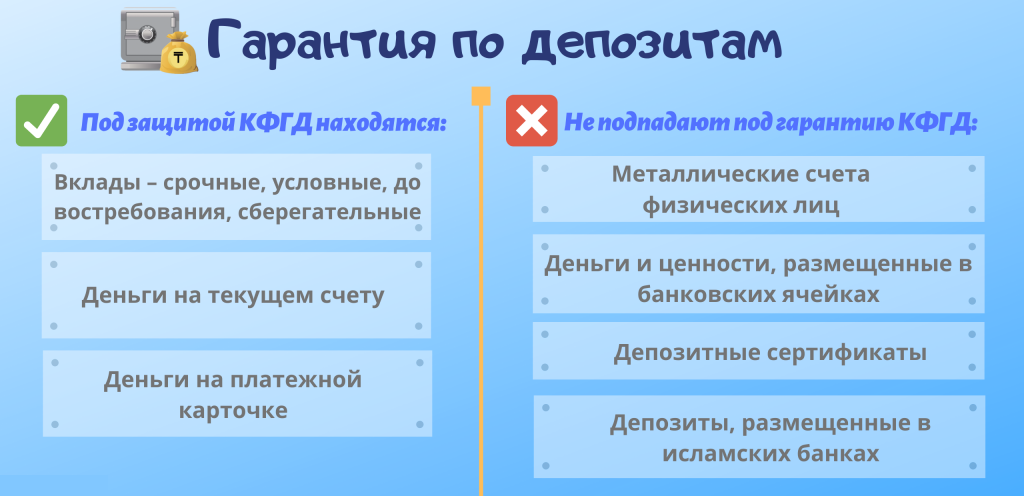 Гарантия по депозитам
Под защитой КФГД находятся:
Вклады – срочные, условные, до
востребования, сберегательные
Деньги на текущем счету
Деньги на платежной
карточке
Не подпадают под гарантию КФГД:
Металлические счета
физических лиц
Деньги и ценности, размещенные в
банковских ячейках
Депозитные сертификаты
Депозиты, размещенные в
исламских банках